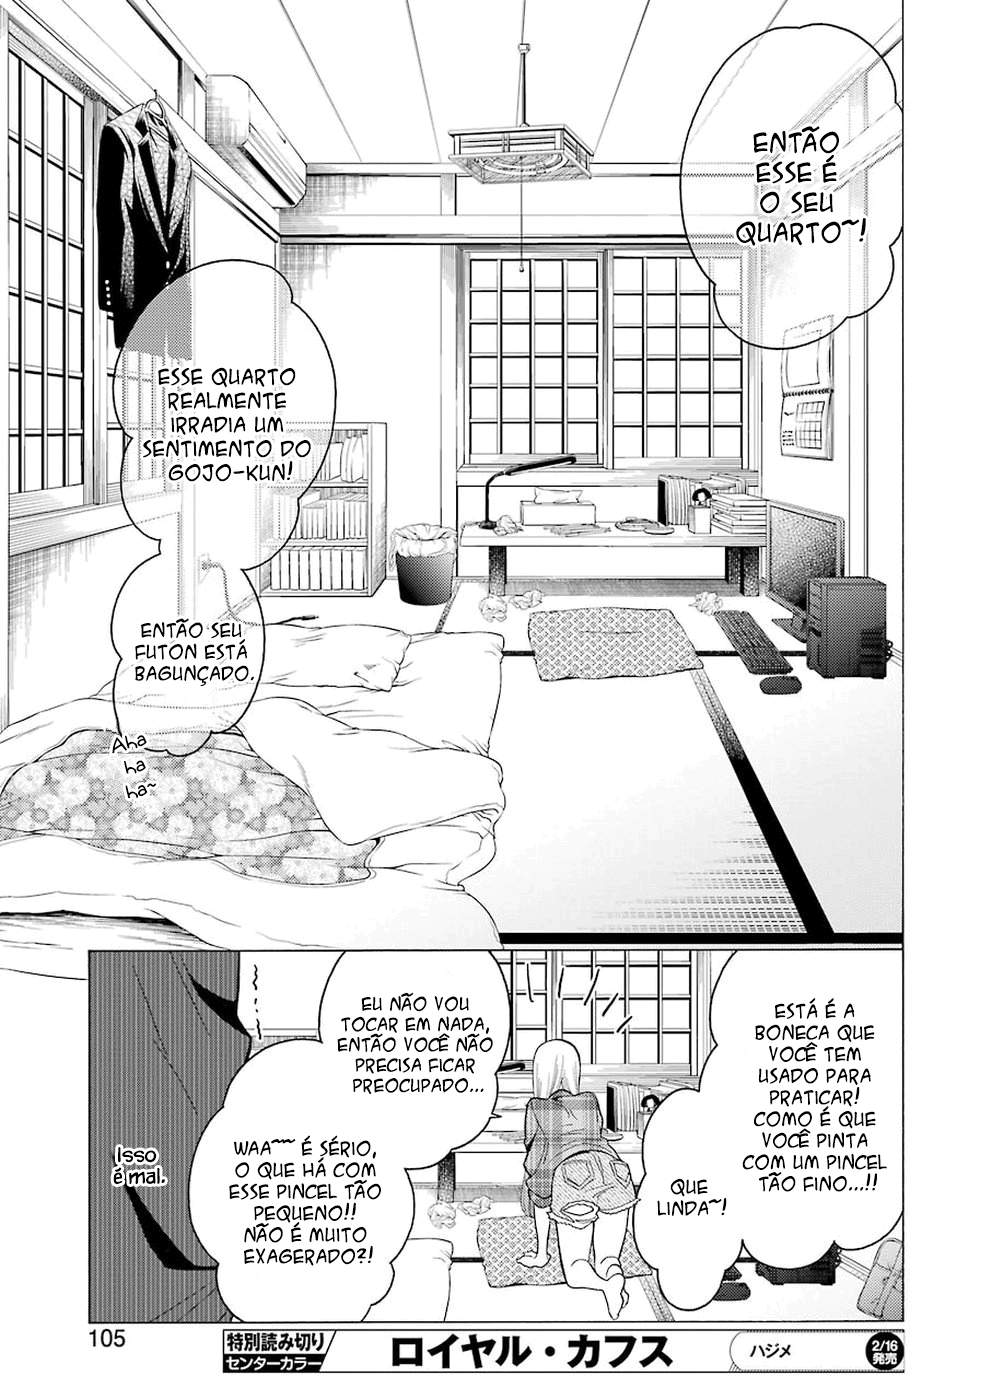 ENTÃO
ESSE É
O SEU
QUARTO~!
ESSE QUARTO
REALMENTE
IRRADIA UM
SENTIMENTO DO
GOJO-KUN!
ENTÃO SEU
FUTON ESTÁ
BAGUNÇADO.
Aha
ha
ha~
ESTÁ É A
BONECA QUE
VOCÊ TEM
USADO PARA
PRATICAR!
COMO É QUE
VOCÊ PINTA
COM UM PINCEL
TÃO FINO...!!
QUE
LINDA~!
EU NÃO VOU
TOCAR EM NADA,
ENTÃO VOCÊ NÃO
PRECISA FICAR
PREOCUPADO...
WAA~~~ É SÉRIO,
O QUE HÁ COM
ESSE PINCEL TÃO
PEQUENO!!
NÃO É MUITO
EXAGERADO?!
Isso
é mal.
105
特別読み切り
センターカラー
ロイヤル・カフス
ハジメ
2/16
発売